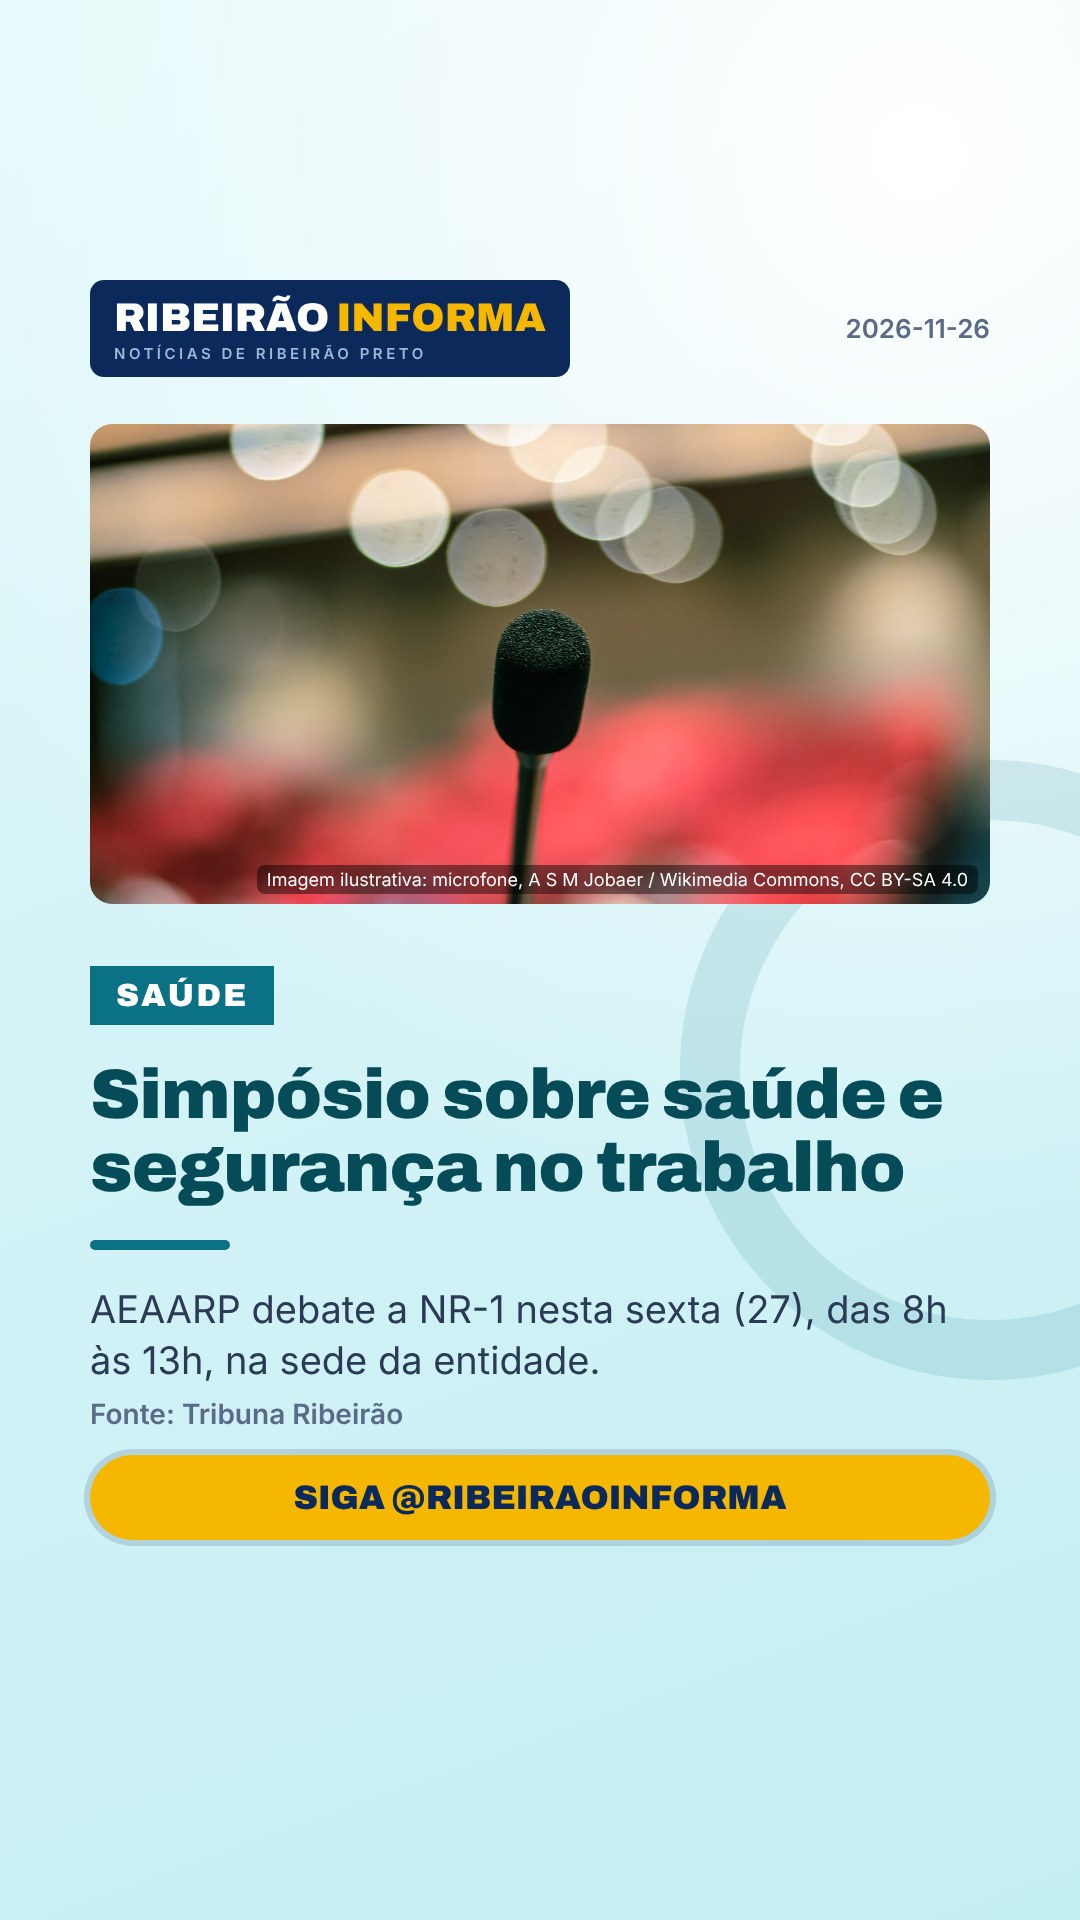 RIBEIRÃO INFORMA
NOTÍCIAS DE RIBEIRÃO PRETO
2026-11-26
Imagem ilustrativa: microfone, A S M Jobaer / Wikimedia Commons, CC BY-SA 4.0
SAÚDE
Simpósio sobre saúde e
segurança no trabalho
AEAARP debate a NR-1 nesta sexta (27), das 8h
às 13h, na sede da entidade.
Fonte: Tribuna Ribeirão
SIGA @RIBEIRAOINFORMA